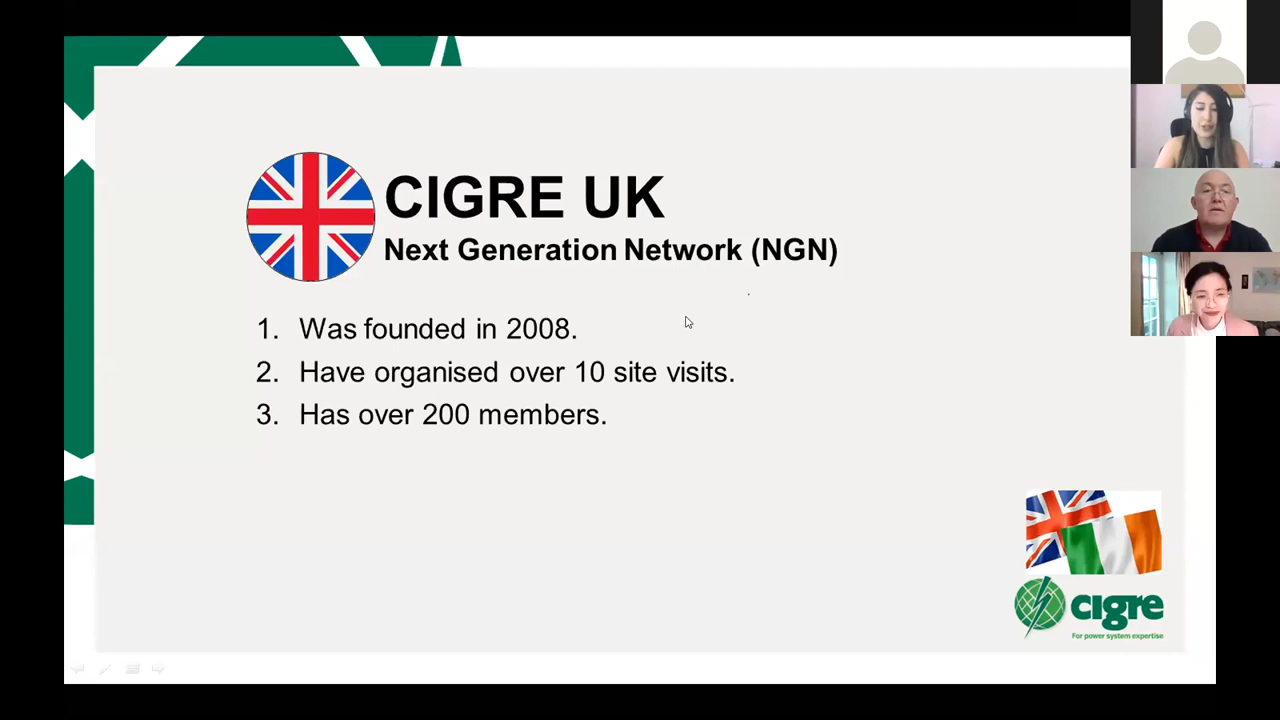 CIGRE UK
Next Generation Network (NGN)
1. Was founded in 2008.
2. Have organised over 10 site visits.
3. Has over 200 members.
cigre
For power system expertise